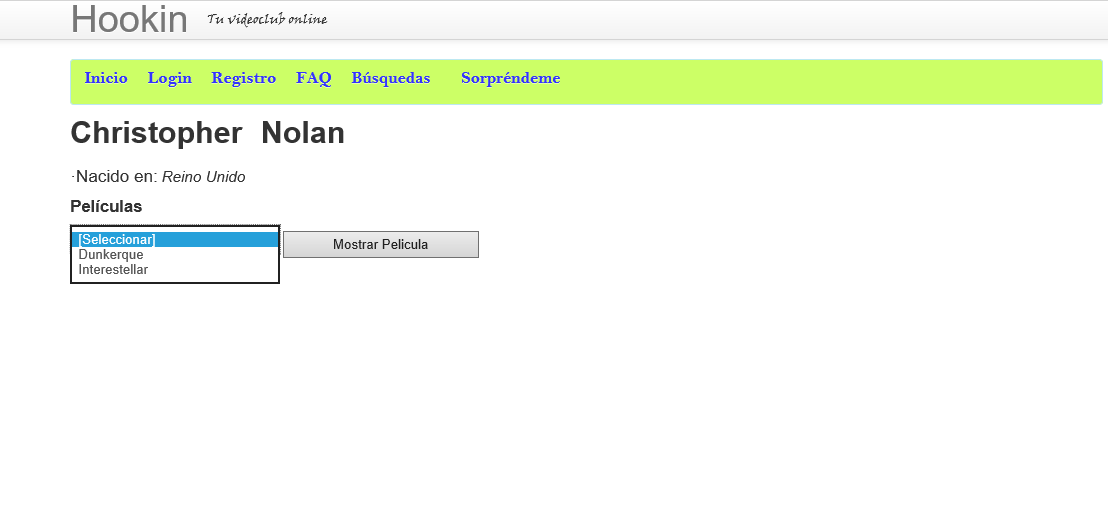 Hookin Tu videoclub online
Inicio Login Registro FAQ Búsquedas Sorpréndeme
Christopher Nolan
·Nacido en: Reino Unido
Películas
[Seleccionar] Mostrar Pelicula
Dunkerque
Interestellar